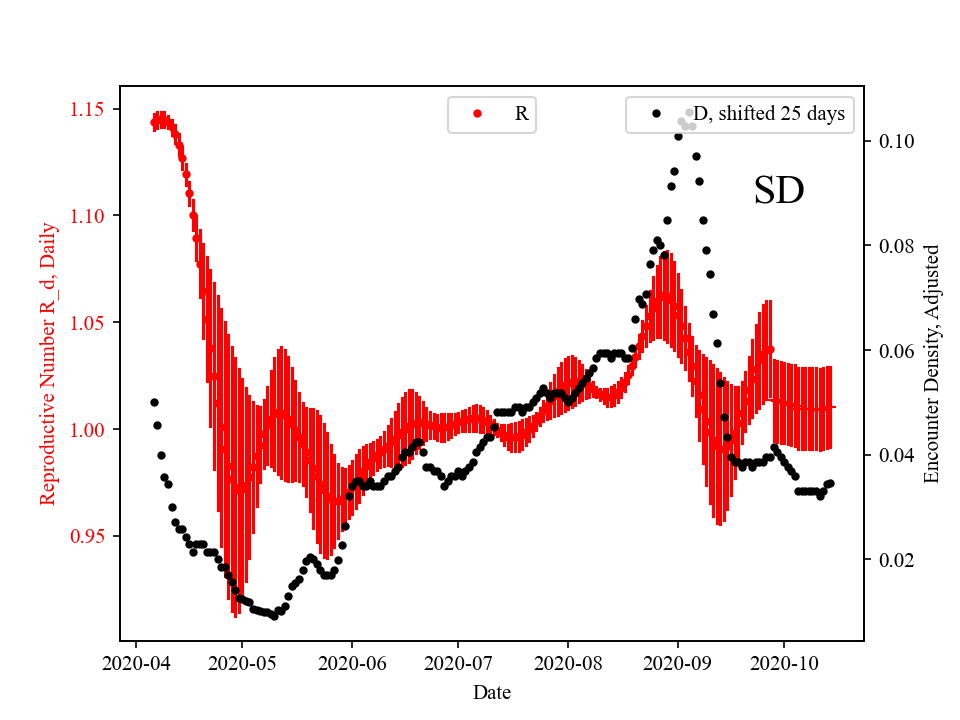 R
D, shifted 25 days
SD
Reproductive Number R_d, Daily
1.15
1.10
1.05
1.00
0.95
Encounter Density, Adjusted
0.10
0.08
0.06
0.04
0.02
2020-04
2020-05
2020-06
2020-07
2020-08
2020-09
2020-10
Date